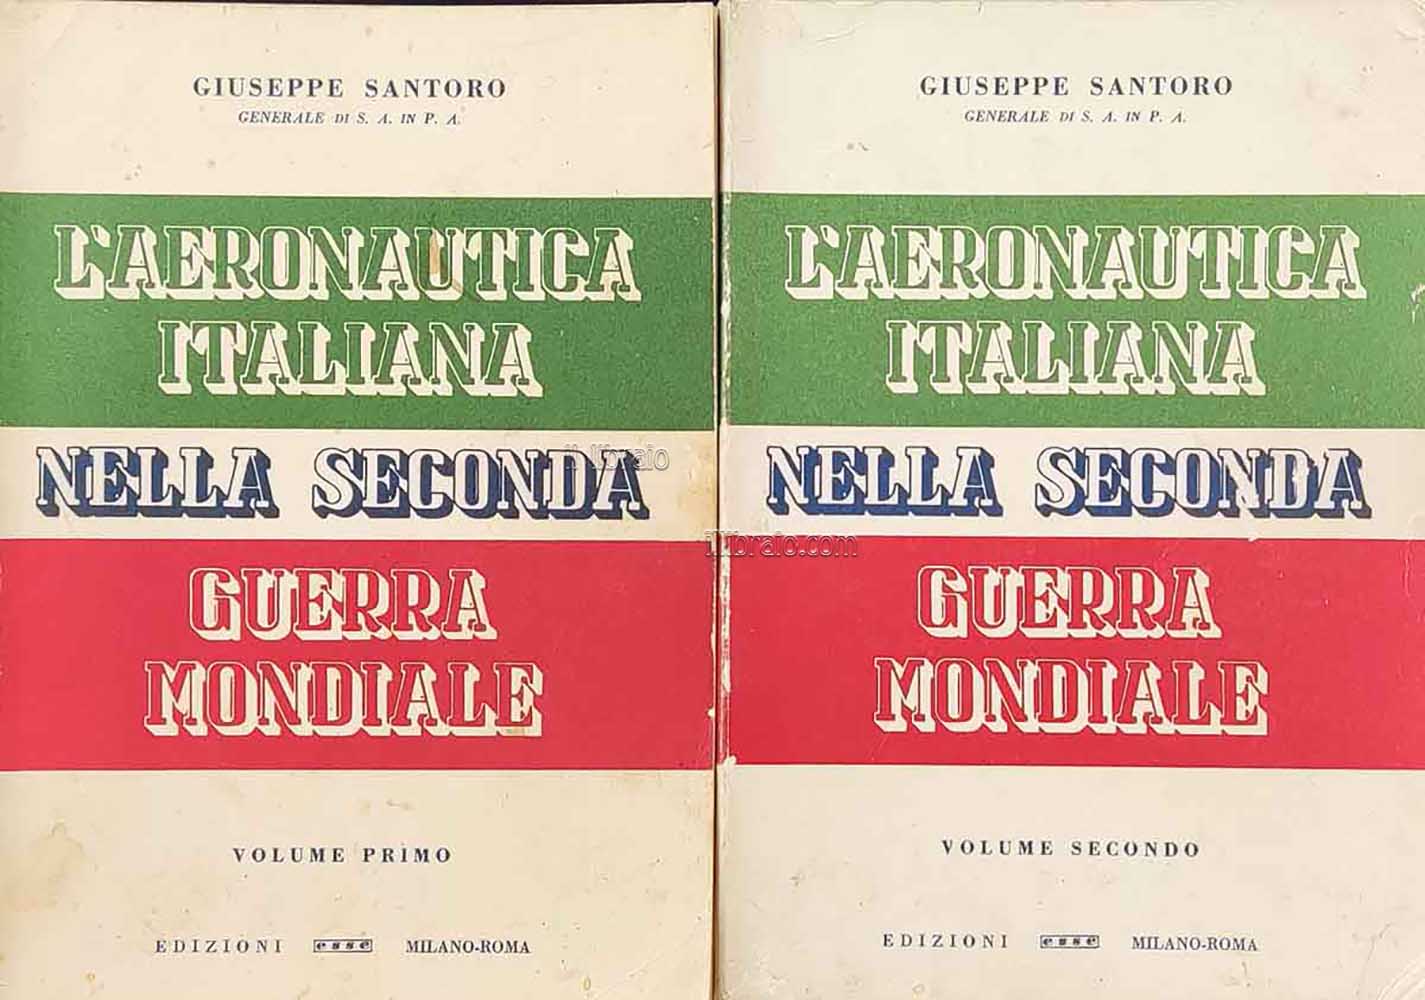 GIUSEPPE SANTORO
GENERALE DI S. A. IN P. A.
L'AERONAUTICA
ITALIANA
NELLA SECONDA
GUERRA
MONDIALE
VOLUME PRIMO
EDIZIONI esse MILANO-ROMA
GIUSEPPE SANTORO
GENERALE DI S. A. IN P. A.
L'AERONAUTICA
ITALIANA
NELLA SECONDA
GUERRA
MONDIALE
VOLUME SECONDO
EDIZIONI esse MILANO-ROMA
il libraio
illibraio.com